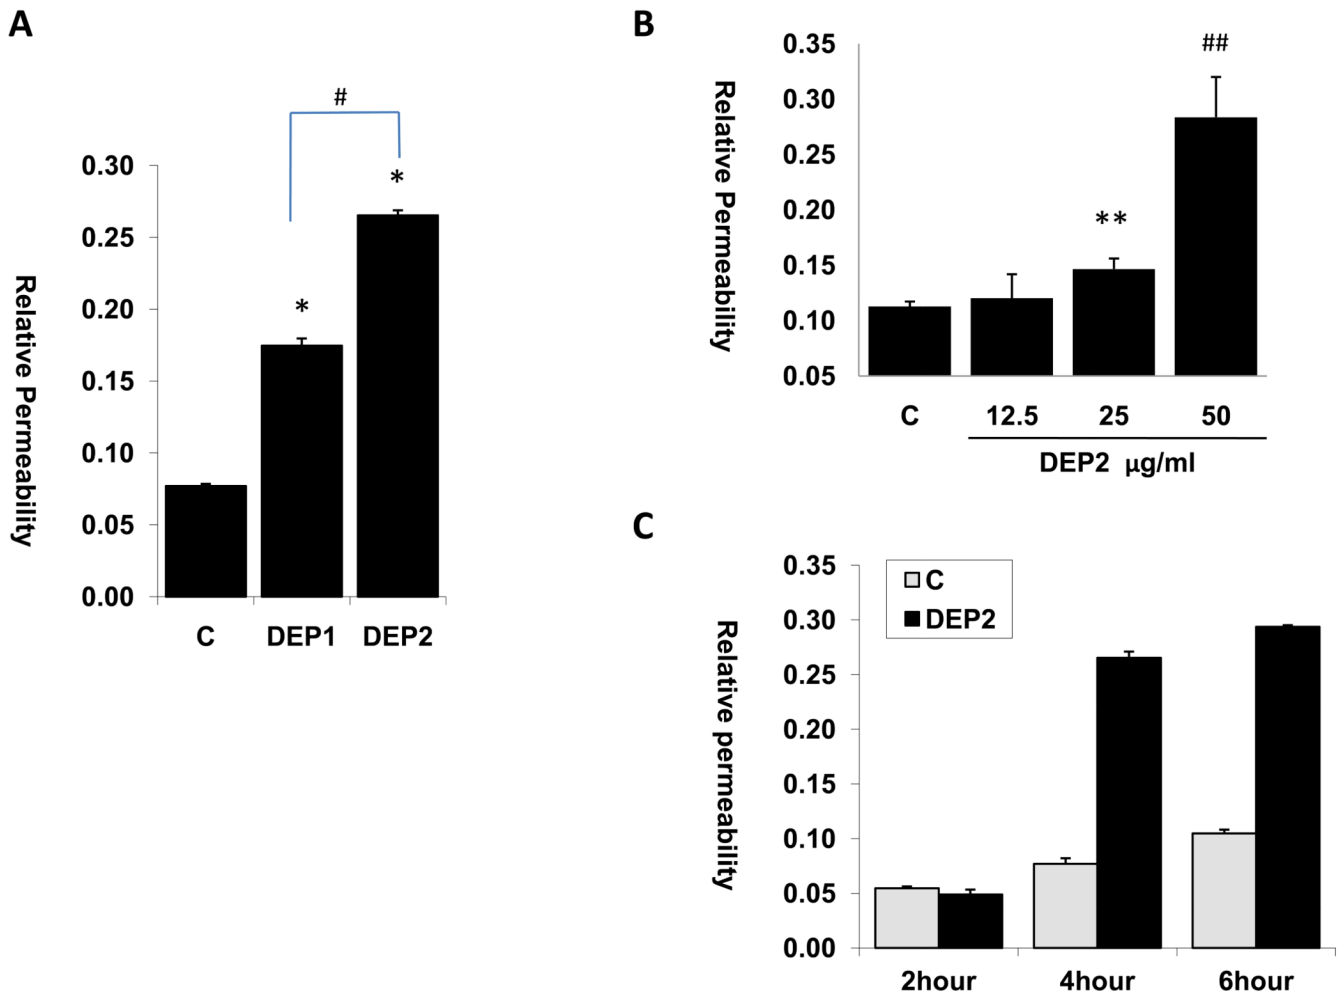 A
#
*
*
0.30
0.25
0.20
0.15
0.10
0.05
0.00
Relative Permeability
C DEP1 DEP2
B
##
**
0.35
0.30
0.25
0.20
0.15
0.10
0.05
Relative Permeability
C 12.5 25 50
DEP2 µg/ml
C
C
DEP2
0.35
0.30
0.25
0.20
0.15
0.10
0.05
0.00
Relative permeability
2hour 4hour 6hour